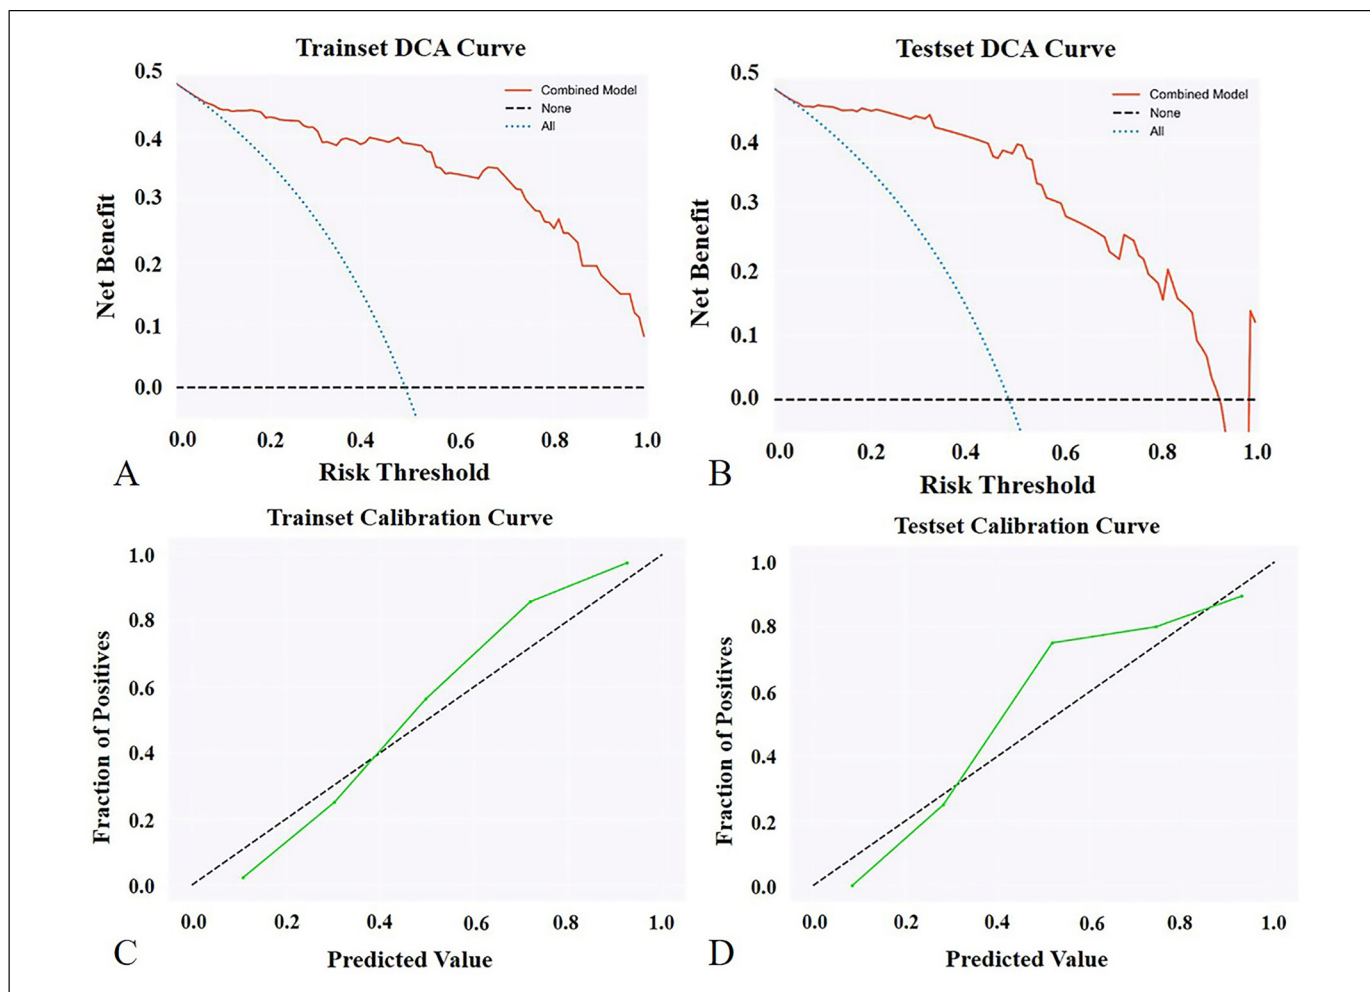 Trainset DCA Curve
0.5
0.4
0.3
0.2
0.1
0.0
Net Benefit
Combined Model
None
All
0.0 0.2 0.4 0.6 0.8 1.0
Risk Threshold
A
Testset DCA Curve
0.5
0.4
0.3
0.2
0.1
0.0
Net Benefit
Combined Model
None
All
0.0 0.2 0.4 0.6 0.8 1.0
Risk Threshold
B
Trainset Calibration Curve
1.0
0.8
0.6
0.4
0.2
0.0
Fraction of Positives
0.0 0.2 0.4 0.6 0.8 1.0
Predicted Value
C
Testset Calibration Curve
1.0
0.8
0.6
0.4
0.2
0.0
Fraction of Positives
0.0 0.2 0.4 0.6 0.8 1.0
Predicted Value
D